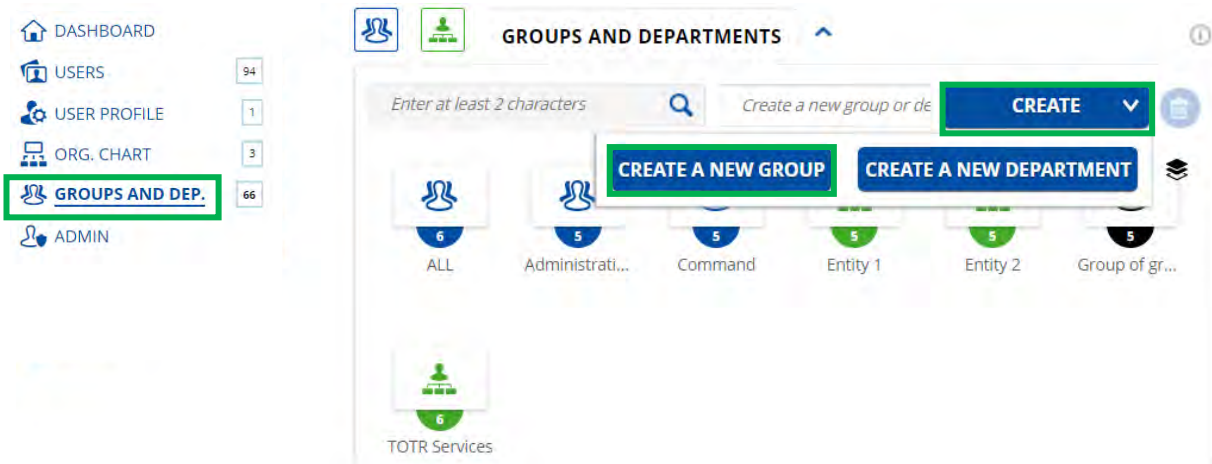 DASHBOARD
USERS 94
USER PROFILE 1
ORG. CHART 3
GROUPS AND DEP. 66
ADMIN
GROUPS AND DEPARTMENTS
Enter at least 2 characters
Create a new group or de
CREATE
CREATE A NEW GROUP
CREATE A NEW DEPARTMENT
6 5 5 5 5 5
ALL Administrati... Command Entity 1 Entity 2 Group of gr...
6
TOTR Services